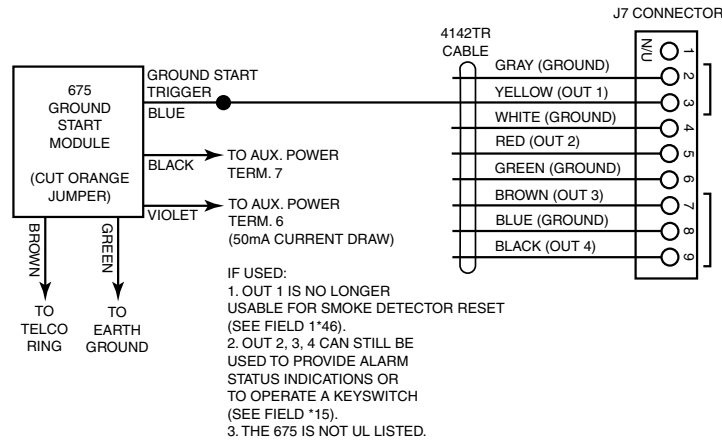 J7 CONNECTOR
4142TR
CABLE
N/U
1
GRAY (GROUND)
2
YELLOW (OUT 1)
3
WHITE (GROUND)
4
RED (OUT 2)
5
GREEN (GROUND)
6
BROWN (OUT 3)
7
BLUE (GROUND)
8
BLACK (OUT 4)
9
675
GROUND
START
MODULE
(CUT ORANGE
JUMPER)
GROUND START
TRIGGER
BLUE
BLACK
TO AUX. POWER
TERM. 7
VIOLET
TO AUX. POWER
TERM. 6
(50mA CURRENT DRAW)
BROWN
GREEN
TO
TELCO
RING
TO
EARTH
GROUND
IF USED:
1. OUT 1 IS NO LONGER
USABLE FOR SMOKE DETECTOR RESET
(SEE FIELD 1*46).
2. OUT 2, 3, 4 CAN STILL BE
USED TO PROVIDE ALARM
STATUS INDICATIONS OR
TO OPERATE A KEYSWITCH
(SEE FIELD *15).
3. THE 675 IS NOT UL LISTED.